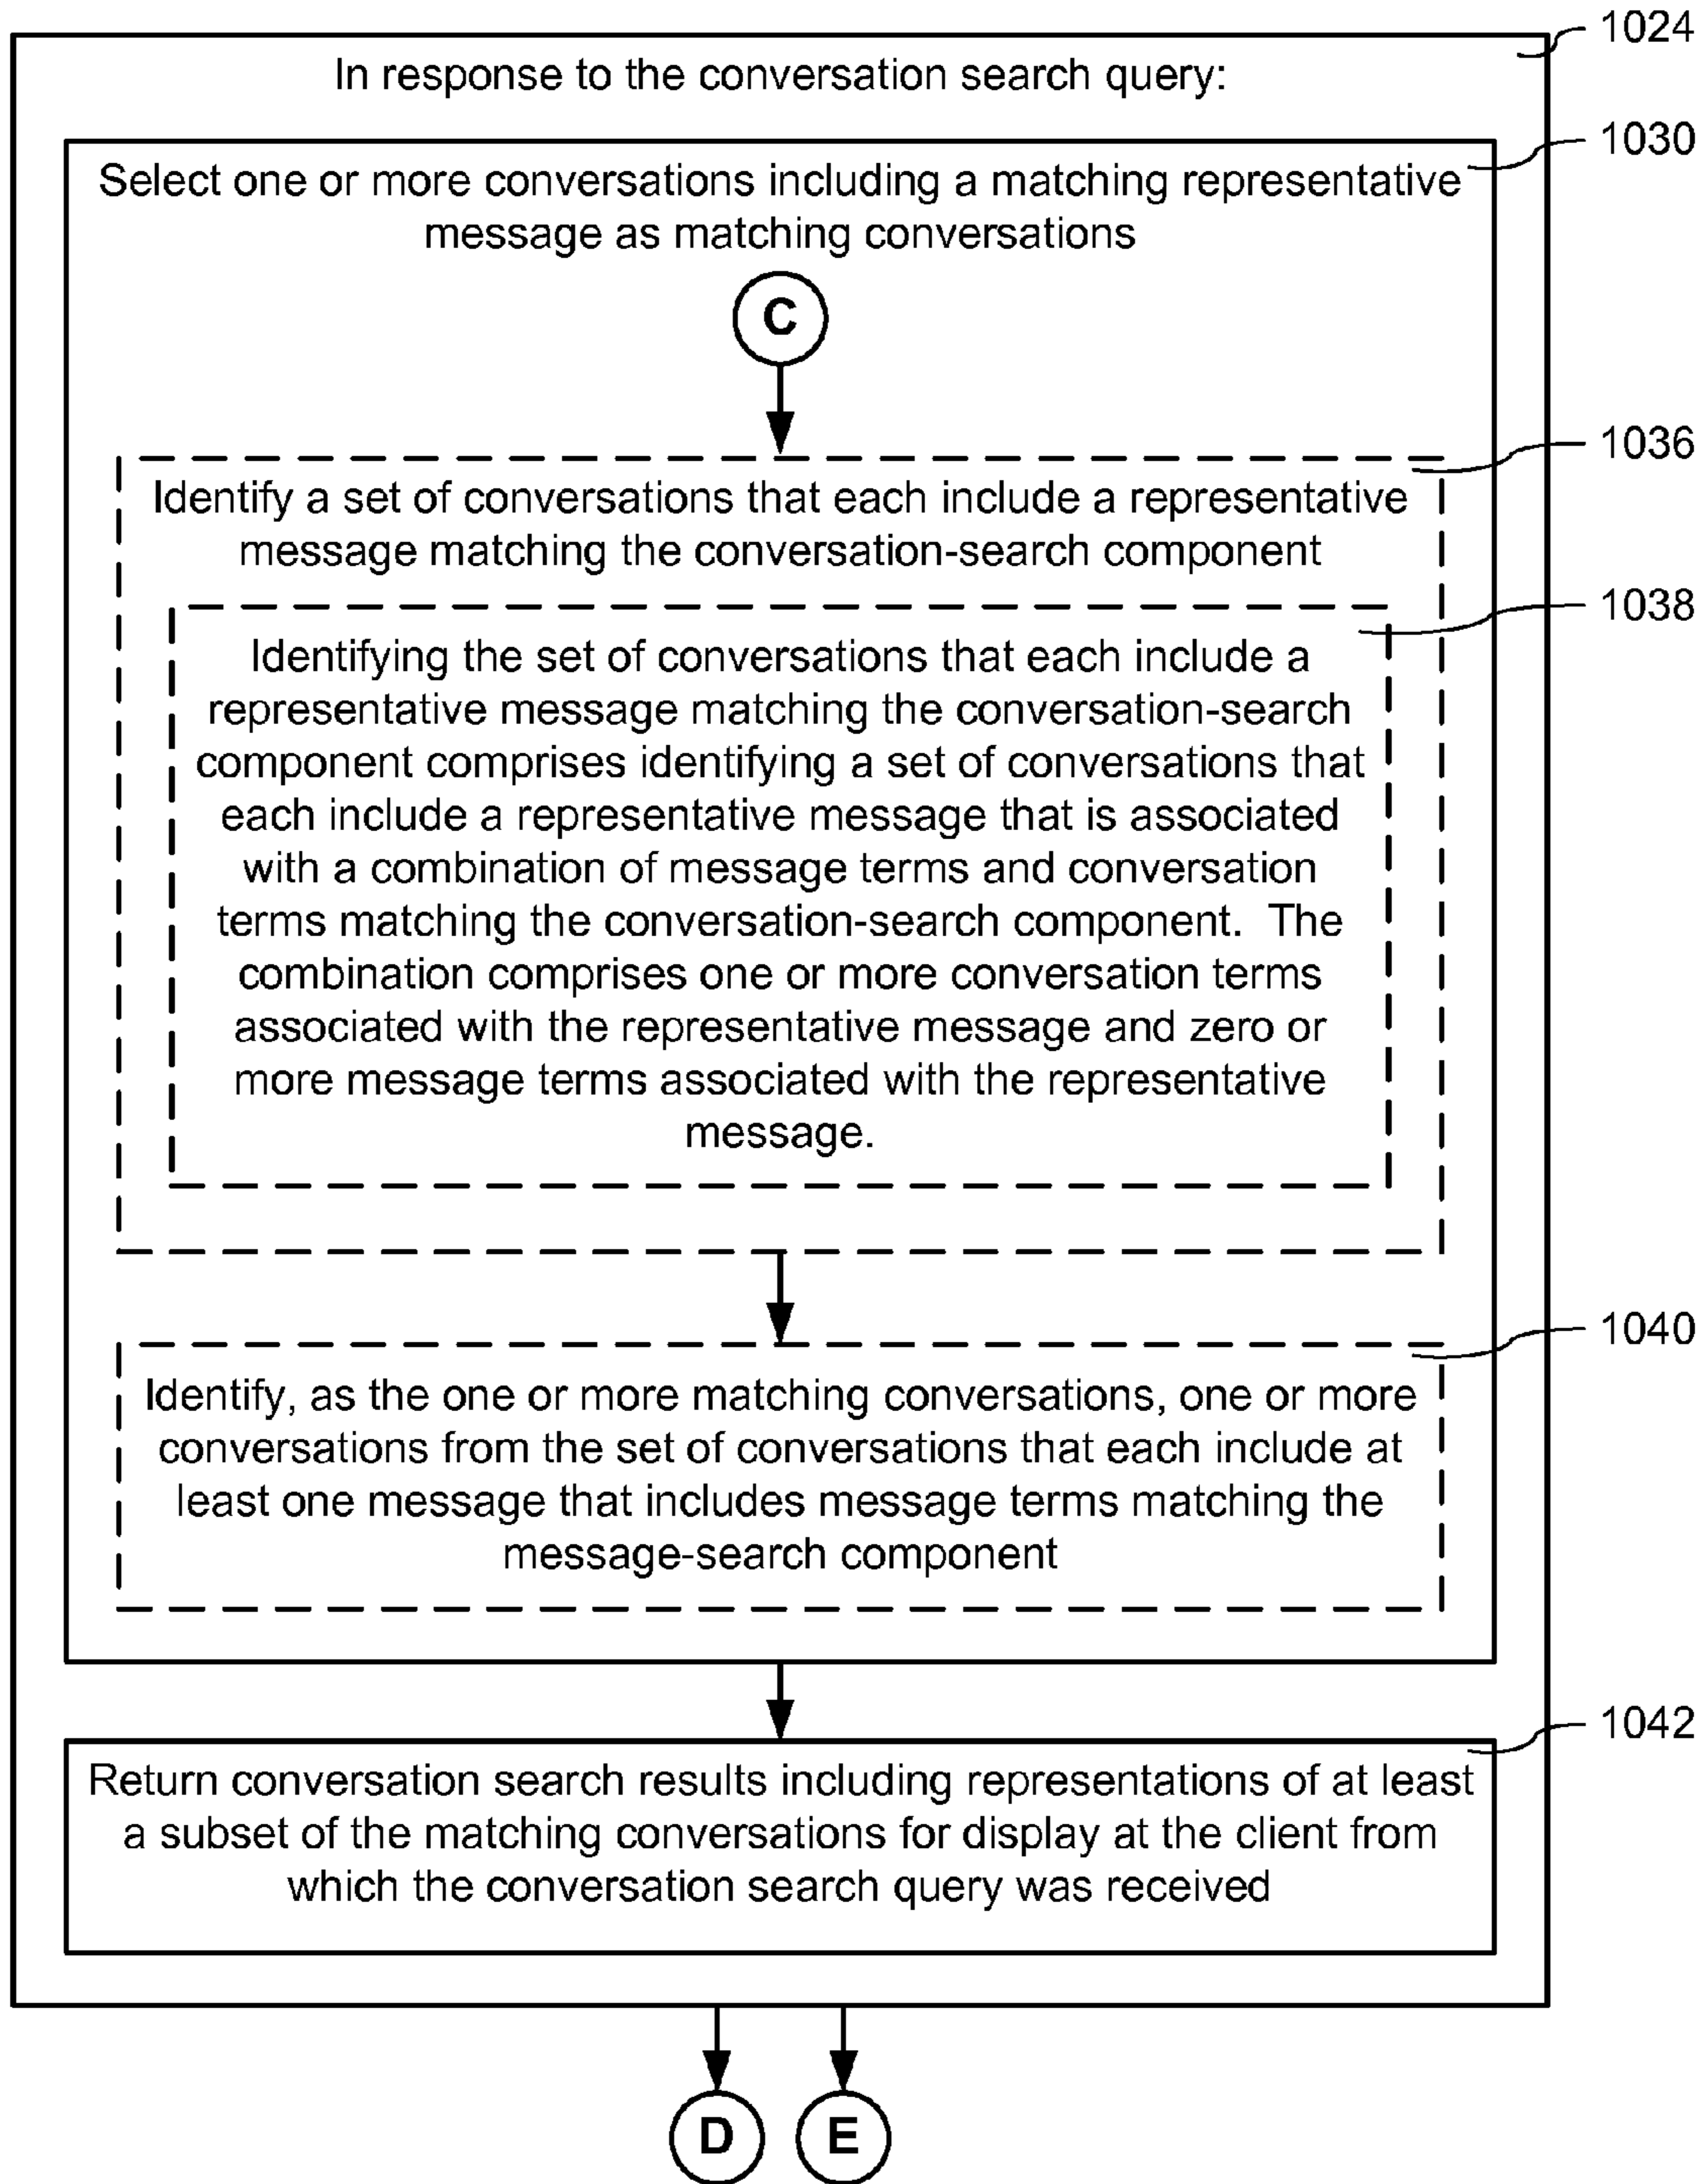 1024
In response to the conversation search query:
1030
Select one or more conversations including a matching representative
message as matching conversations
C
1036
Identify a set of conversations that each include a representative
message matching the conversation-search component
1038
Identifying the set of conversations that each include a
representative message matching the conversation-search
component comprises identifying a set of conversations that
each include a representative message that is associated
with a combination of message terms and conversation
terms matching the conversation-search component. The
combination comprises one or more conversation terms
associated with the representative message and zero or
more message terms associated with the representative
message.
1040
Identify, as the one or more matching conversations, one or more
conversations from the set of conversations that each include at
least one message that includes message terms matching the
message-search component
1042
Return conversation search results including representations of at least
a subset of the matching conversations for display at the client from
which the conversation search query was received
D E